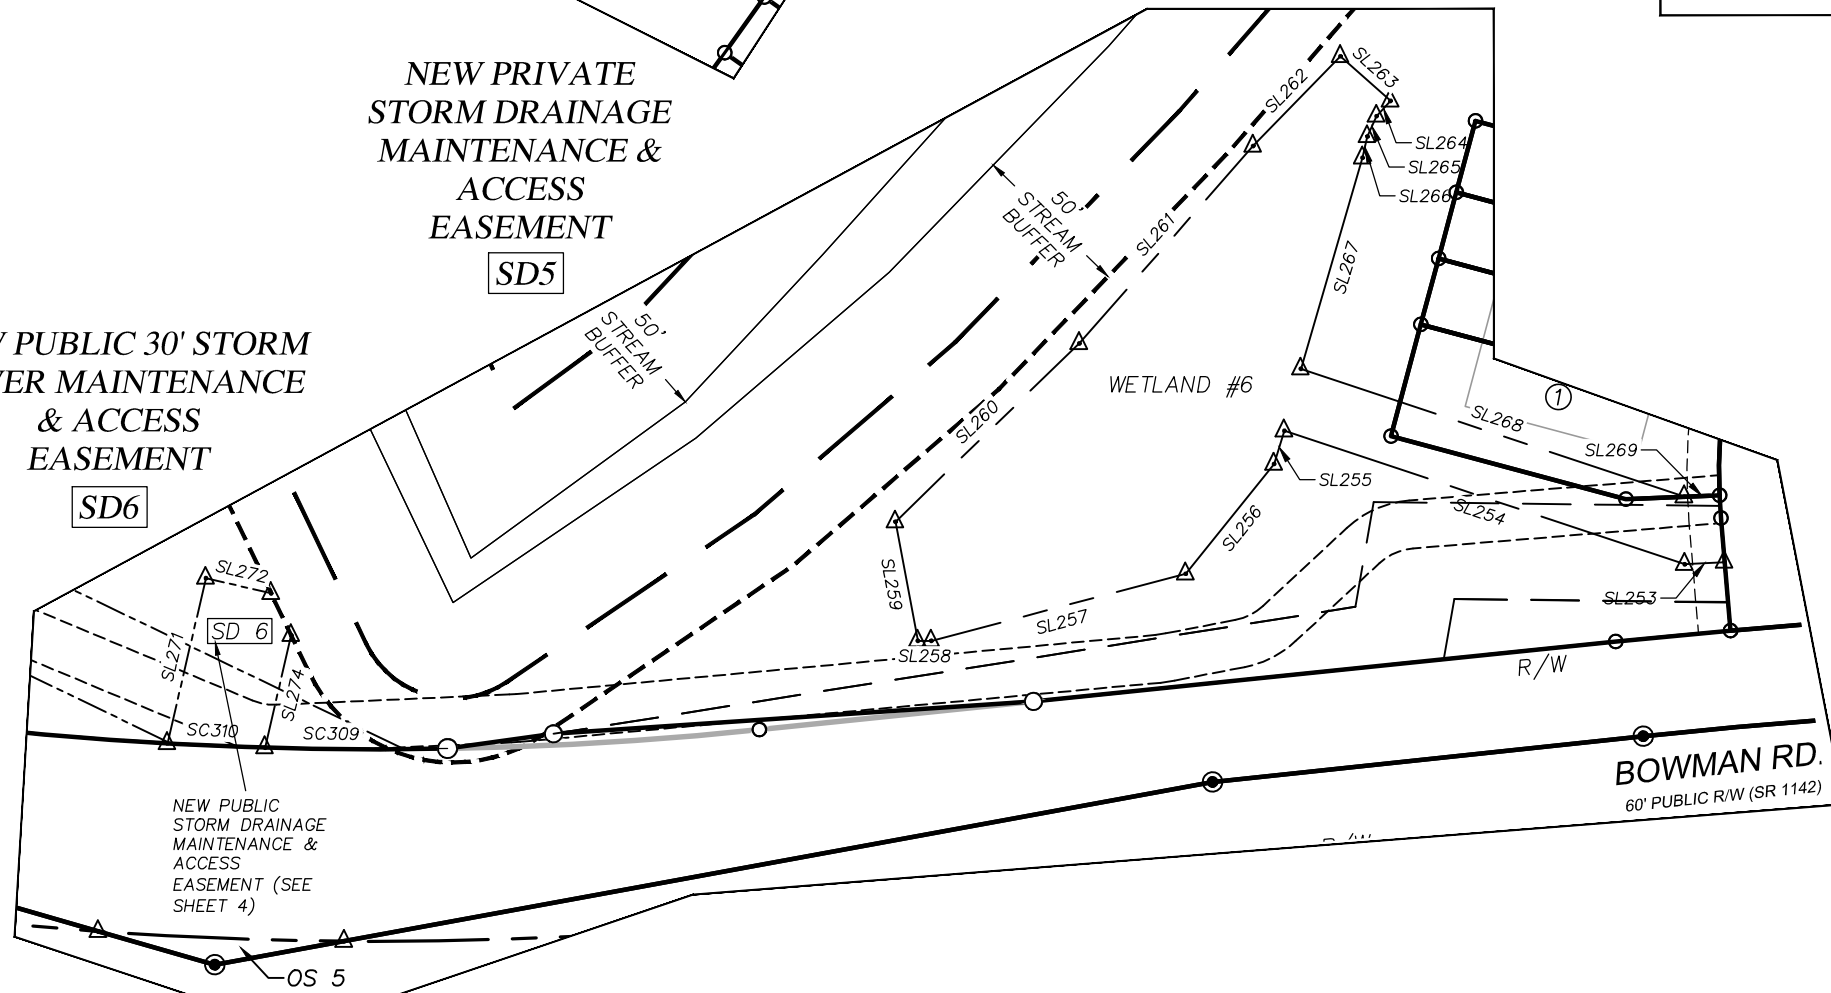 NEW PRIVATE
STORM DRAINAGE
MAINTENANCE &
ACCESS
EASEMENT
SD5
PUBLIC 30' STORM
MAINTENANCE
& ACCESS
EASEMENT
SD6
SL263
SL262
SL264
SL265
SL266
50'
STREAM
BUFFER
SL261
SL267
50'
STREAM
BUFFER
WETLAND #6
1
SL260
SL268
SL269
SL255
SL254
SL256
SL259
SL272
SL253
SL257
SD 6
SL258
SL271
SL274
R/W
SC310
SC309
BOWMAN RD.
60' PUBLIC R/W (SR 1142)
NEW PUBLIC
STORM DRAINAGE
MAINTENANCE &
ACCESS
EASEMENT (SEE
SHEET 4)
OS 5